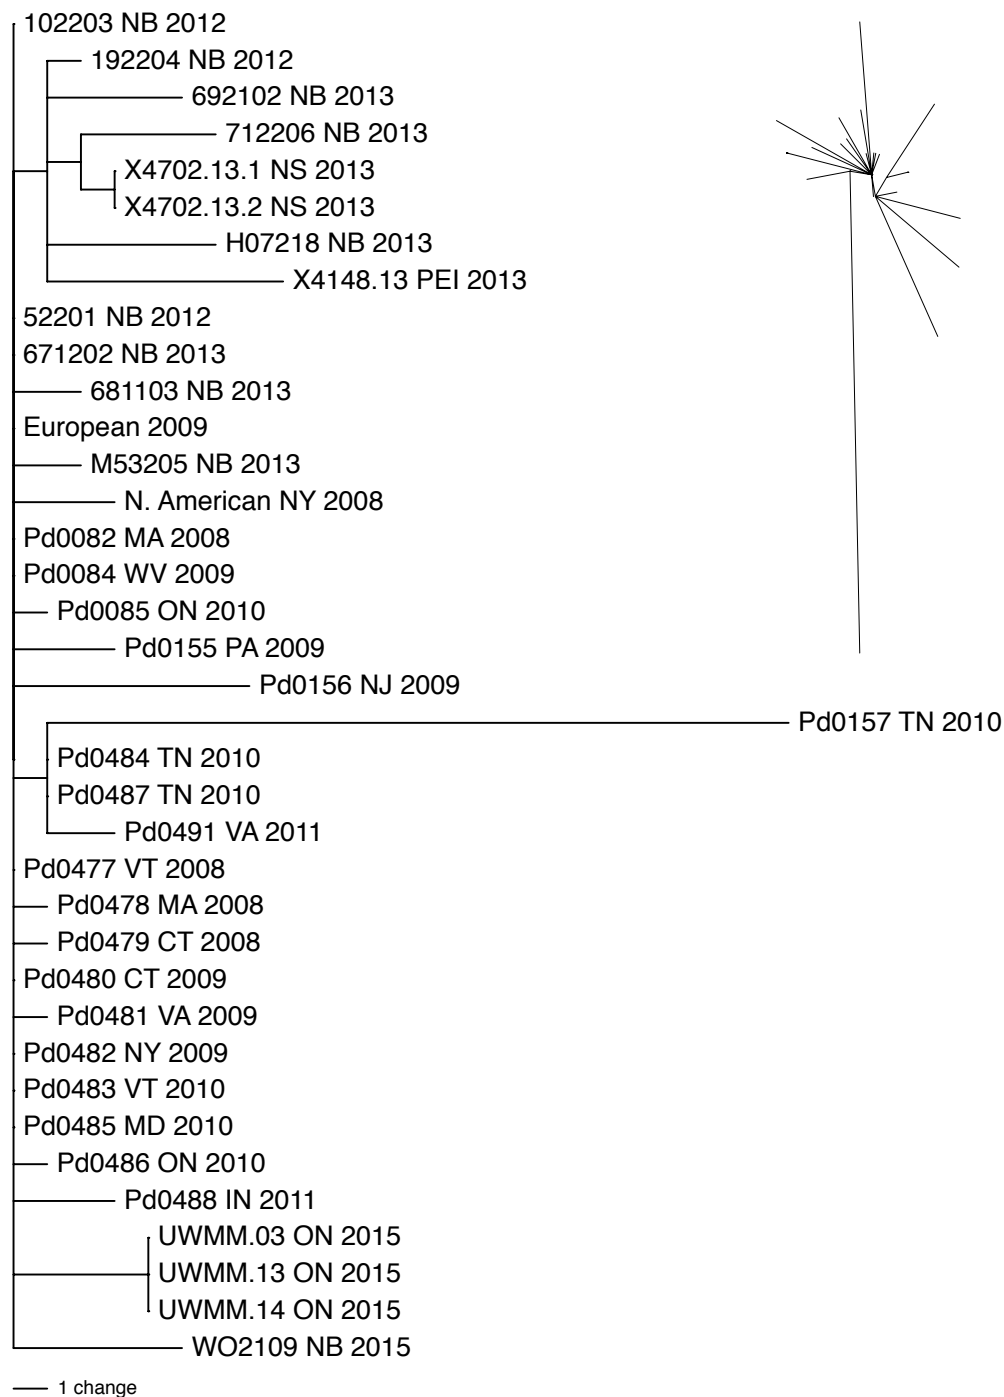 102203 NB 2012
192204 NB 2012
692102 NB 2013
712206 NB 2013
X4702.13.1 NS 2013
X4702.13.2 NS 2013
H07218 NB 2013
X4148.13 PEI 2013
52201 NB 2012
671202 NB 2013
681103 NB 2013
European 2009
M53205 NB 2013
N. American NY 2008
Pd0082 MA 2008
Pd0084 WV 2009
Pd0085 ON 2010
Pd0155 PA 2009
Pd0156 NJ 2009
Pd0157 TN 2010
Pd0484 TN 2010
Pd0487 TN 2010
Pd0491 VA 2011
Pd0477 VT 2008
Pd0478 MA 2008
Pd0479 CT 2008
Pd0480 CT 2009
Pd0481 VA 2009
Pd0482 NY 2009
Pd0483 VT 2010
Pd0485 MD 2010
Pd0486 ON 2010
Pd0488 IN 2011
UWMM.03 ON 2015
UWMM.13 ON 2015
UWMM.14 ON 2015
WO2109 NB 2015
1 change